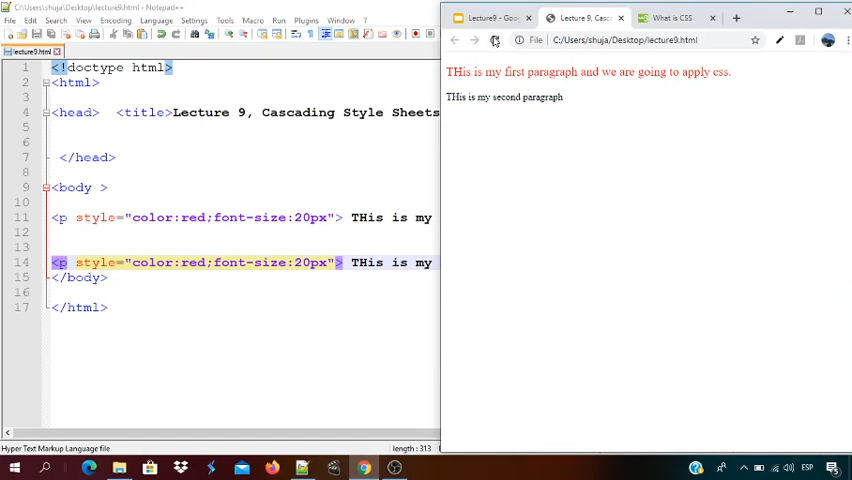 C:\Users\shuja\Desktop\lecture9.html - Notepad++
File Edit Search View Encoding Language Settings Tools Macro Run Plugins Window ?
lecture9.html
1 <!doctype html>
2 <html>
3
4 <head> <title>Lecture 9, Cascading Style Sheets
5
6
7 </head>
8
9 <body >
10
11 <p style="color:red;font-size:20px"> THis is my
12
13
14 <p style="color:red;font-size:20px"> THis is my
15 </body>
16
17 </html>
Hyper Text Markup Language file length : 313
Lecture9 - Goo
Lecture 9, Casc
What is CSS
File C:/Users/shuja/Desktop/lecture9.html
THis is my first paragraph and we are going to apply css.
THis is my second paragraph
ESP